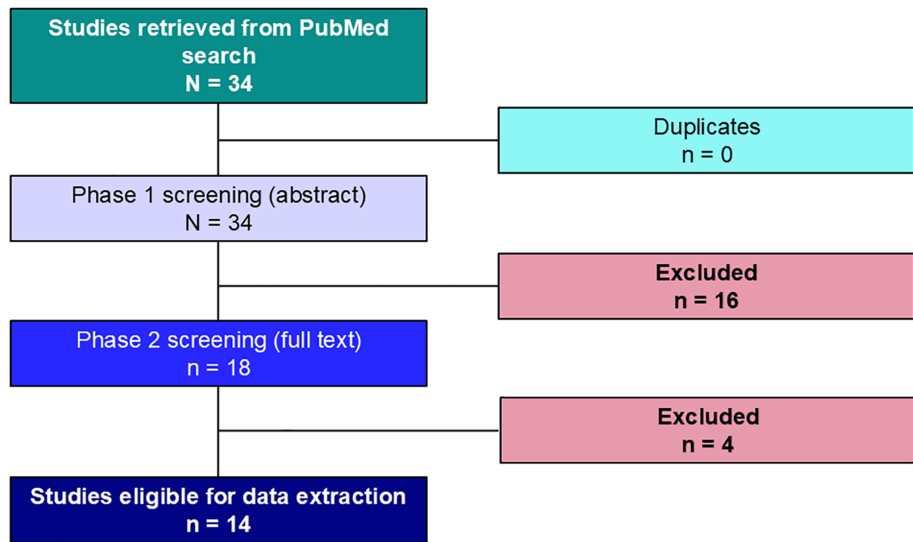 Studies retrieved from PubMed
search
N = 34
Duplicates
n = 0
Phase 1 screening (abstract)
N = 34
Excluded
n = 16
Phase 2 screening (full text)
n = 18
Excluded
n = 4
Studies eligible for data extraction
n = 14